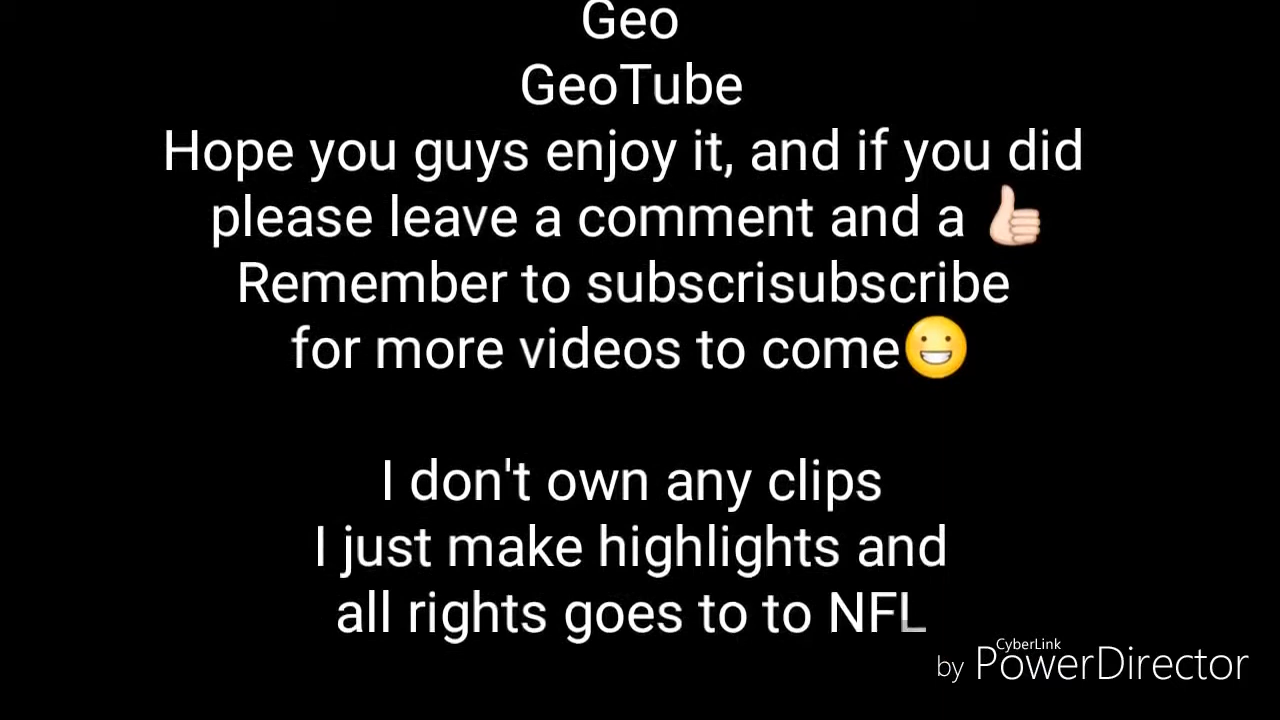 Geo
GeoTube
Hope you guys enjoy it, and if you did
please leave a comment and a 👍🏻
Remember to subscrisubscribe
for more videos to come😀
I don't own any clips
I just make highlights and
all rights goes to to NFL
CyberLink
by PowerDirector